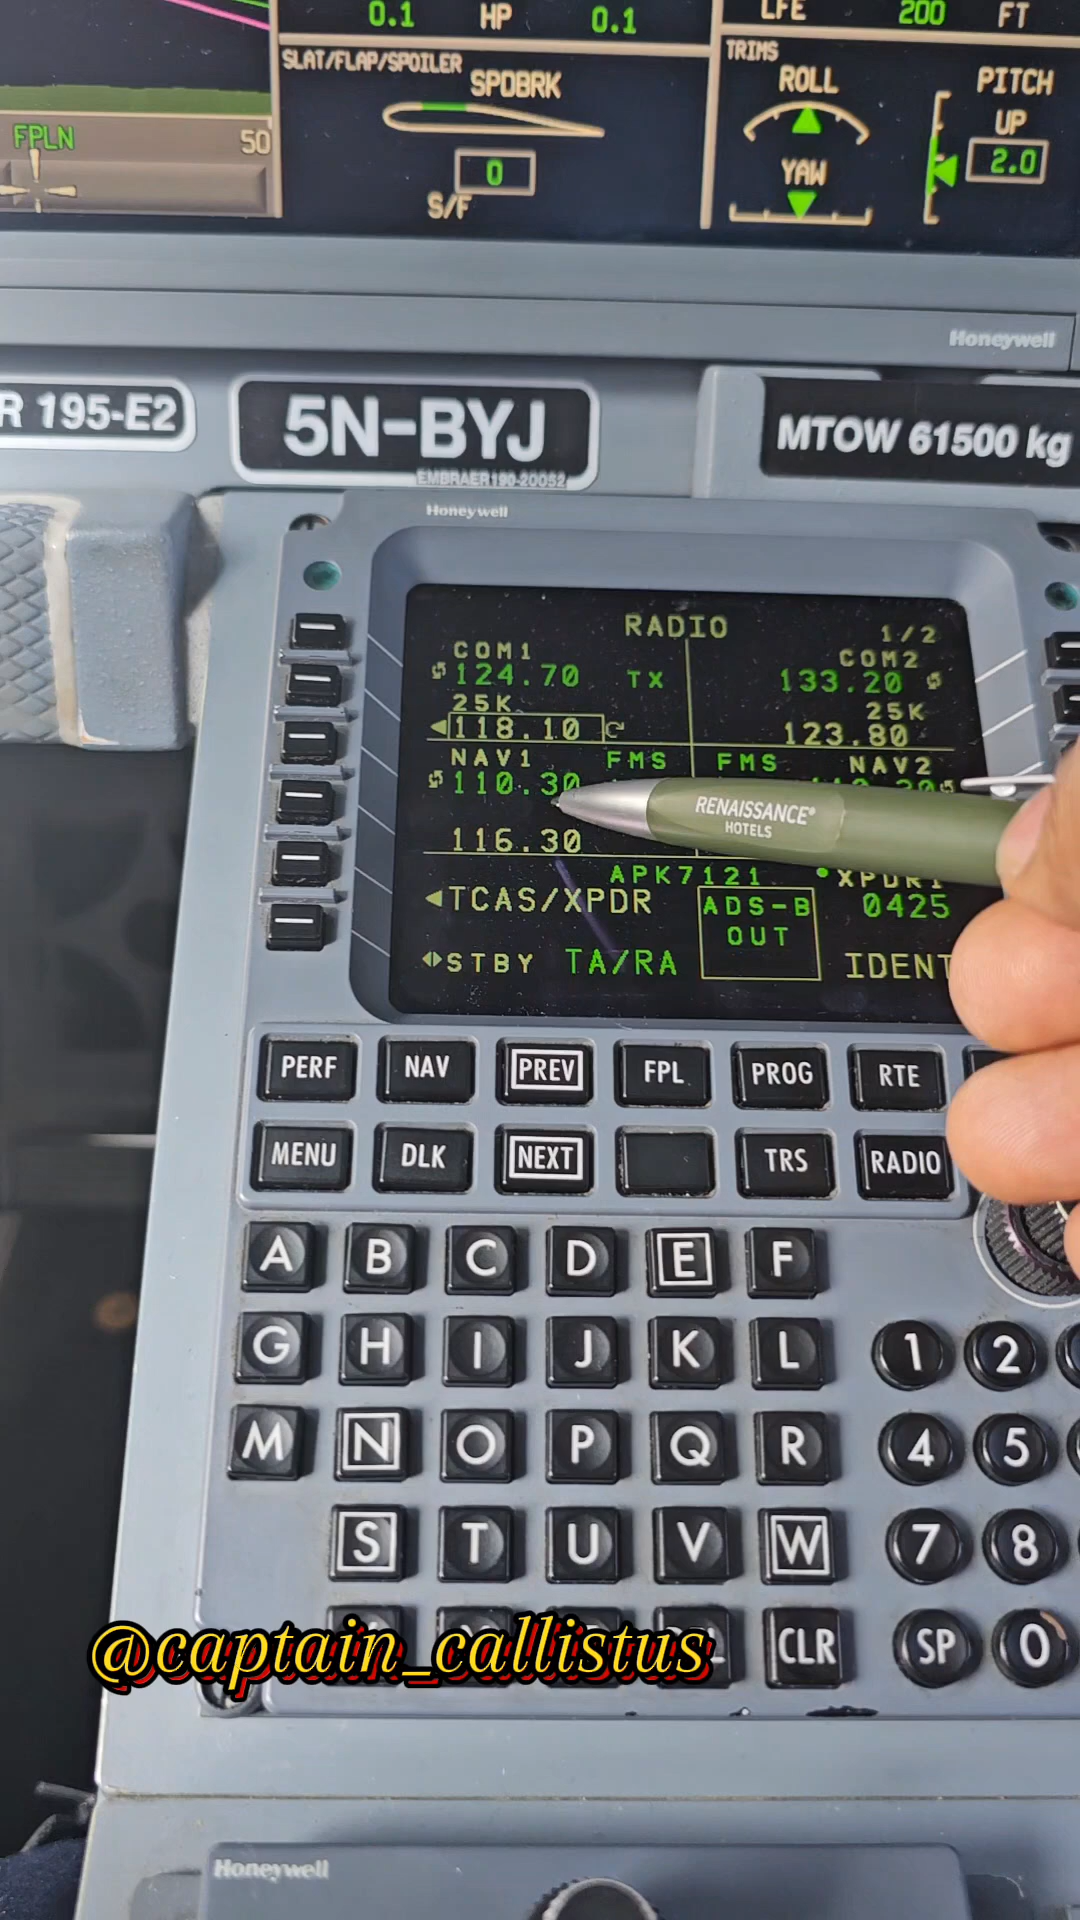 0.1 HP 0.1
LFE 200 FT
SLAT/FLAP/SPOILER
SPDBRK
0
S/F
TRIMS
ROLL
YAW
PITCH
UP
2.0
FPLN 50
Honeywell
R 195-E2
5N-BYJ
EMBRAER190-20052
MTOW 61500 kg
Honeywell
RADIO 1/2
COM1 COM2
124.70 TX 133.20
25K 25K
118.10 123.80
NAV1 FMS FMS NAV2
110.30
116.30
RENAISSANCE®
HOTELS
APK7121 XPDR1
TCAS/XPDR ADS-B 0425
OUT
STBY TA/RA IDENT
PERF NAV PREV FPL PROG RTE
MENU DLK NEXT TRS RADIO
A B C D E F
G H I J K L 1 2
M N O P Q R 4 5
S T U V W 7 8
CLR SP 0
@captain_callistus
Honeywell